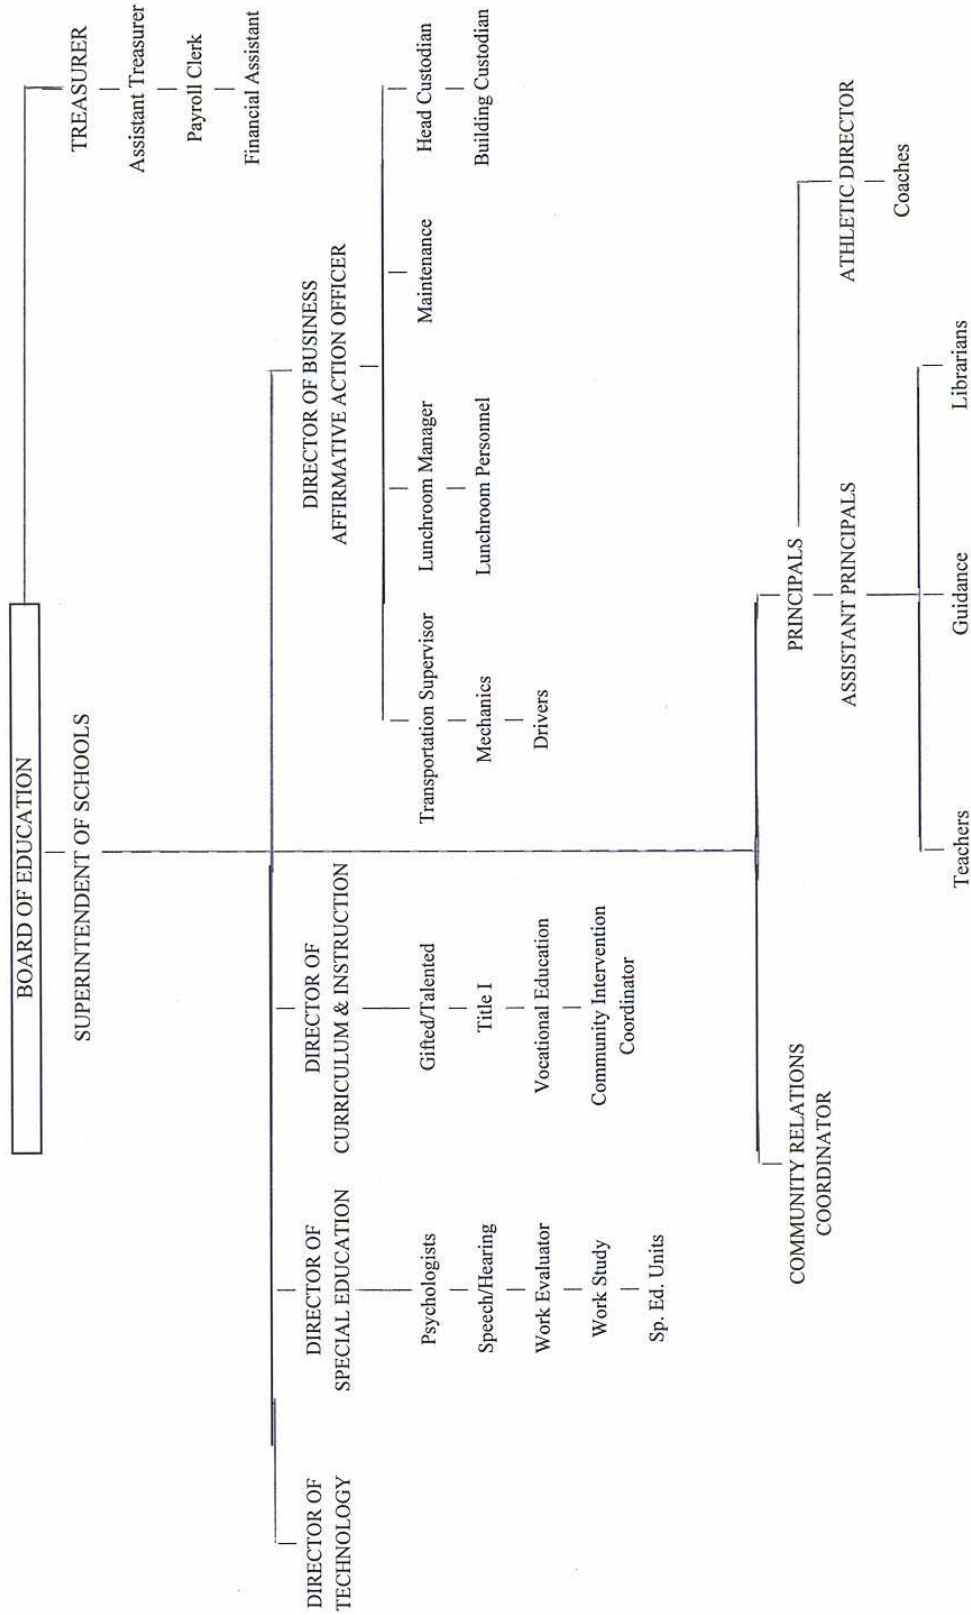 BOARD OF EDUCATION
SUPERINTENDENT OF SCHOOLS
TREASURER
Assistant Treasurer
Payroll Clerk
Financial Assistant
DIRECTOR OF
TECHNOLOGY
DIRECTOR OF
SPECIAL EDUCATION
Psychologists
Speech/Hearing
Work Evaluator
Work Study
Sp. Ed. Units
DIRECTOR OF
CURRICULUM & INSTRUCTION
Gifted/Talented
Title I
Vocational Education
Community Intervention
Coordinator
DIRECTOR OF BUSINESS
AFFIRMATIVE ACTION OFFICER
Transportation Supervisor
Mechanics
Drivers
Lunchroom Manager
Lunchroom Personnel
Maintenance
Head Custodian
Building Custodian
COMMUNITY RELATIONS
COORDINATOR
PRINCIPALS
ASSISTANT PRINCIPALS
Teachers
Guidance
Librarians
ATHLETIC DIRECTOR
Coaches